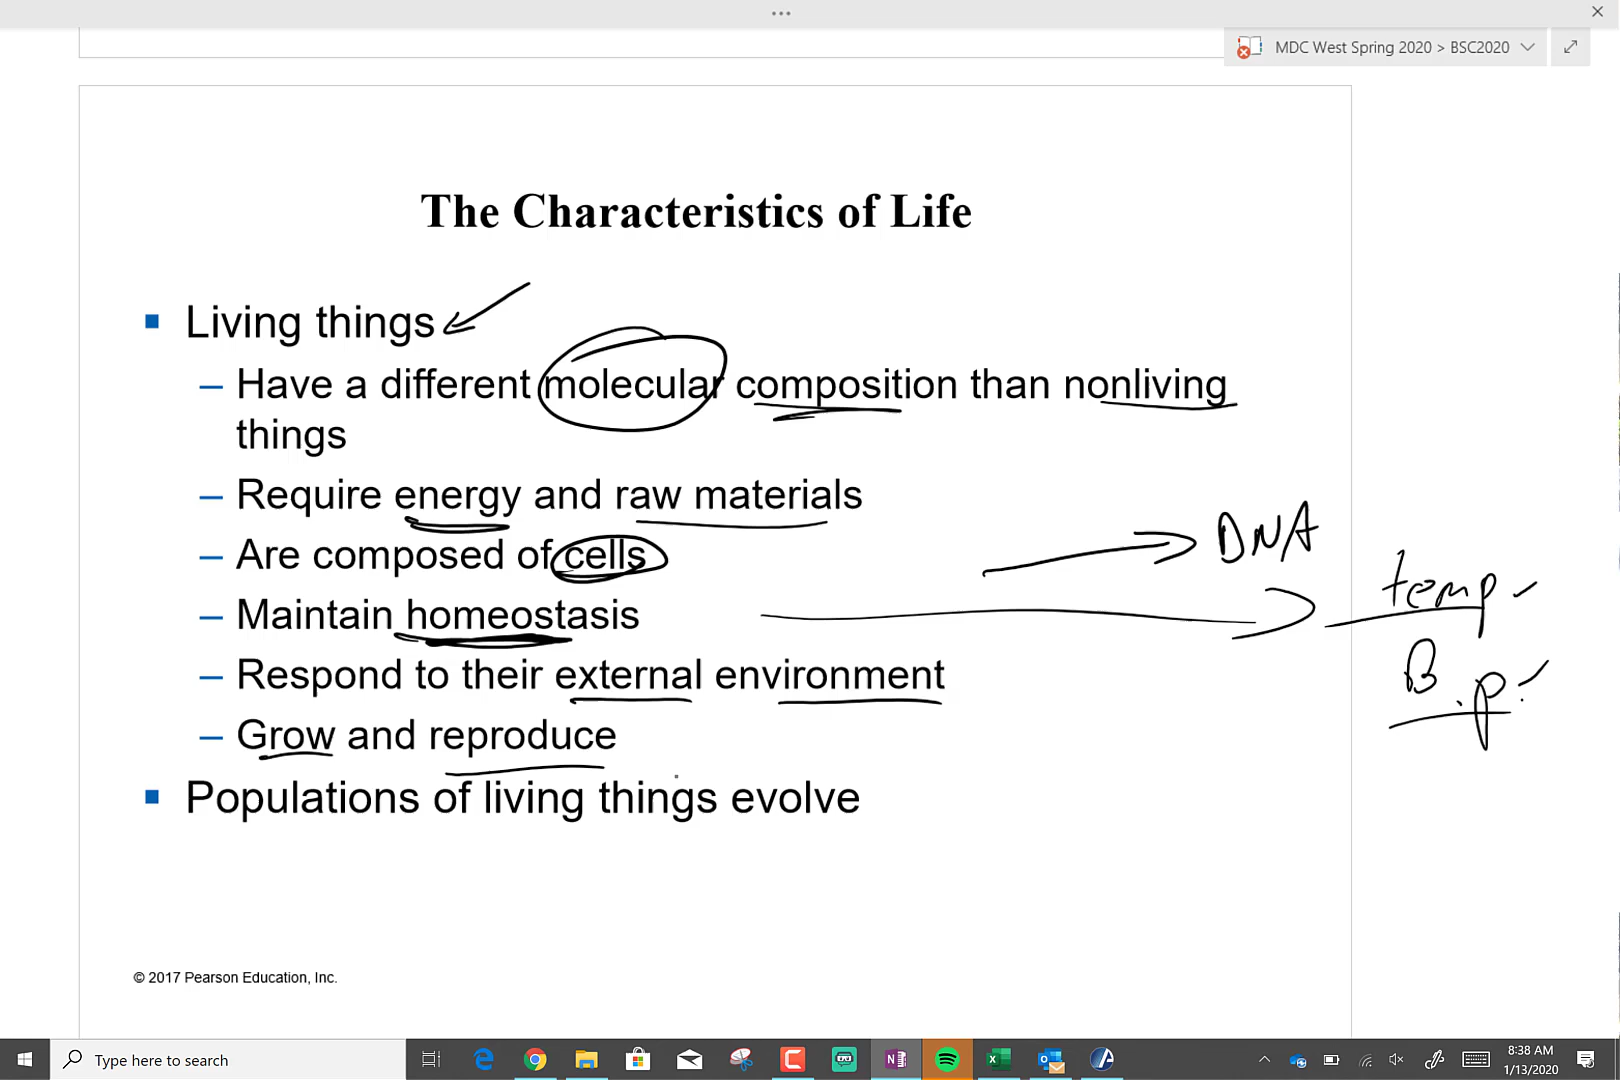 MDC West Spring 2020 > BSC2020
The Characteristics of Life
Living things
– Have a different molecular composition than nonliving
things
– Require energy and raw materials
– Are composed of cells
DNA
– Maintain homeostasis
temp
– Respond to their external environment
B.p.
– Grow and reproduce
Populations of living things evolve
© 2017 Pearson Education, Inc.
Type here to search
8:38 AM
1/13/2020